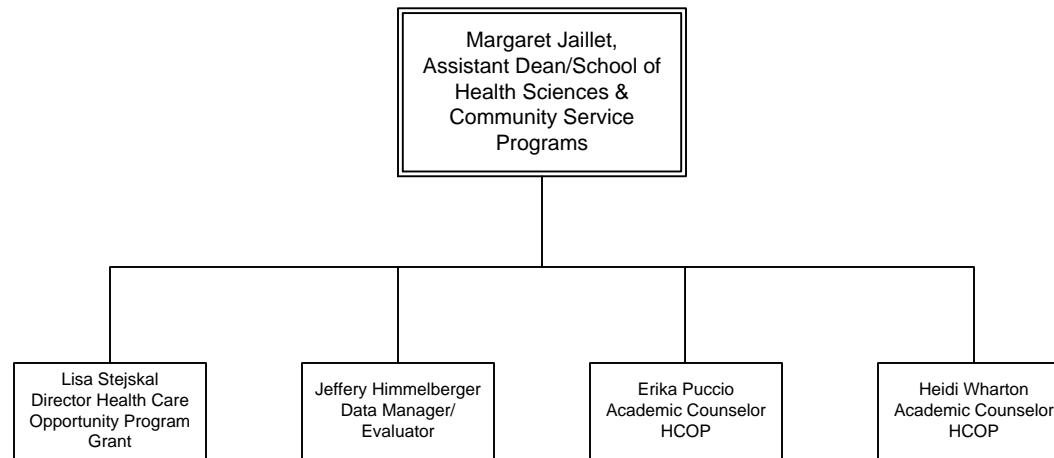 Margaret Jaillet,
Assistant Dean/School of
Health Sciences &
Community Service
Programs
Lisa Stejskal
Director Health Care
Opportunity Program
Grant
Jeffery Himmelberger
Data Manager/
Evaluator
Erika Puccio
Academic Counselor
HCOP
Heidi Wharton
Academic Counselor
HCOP